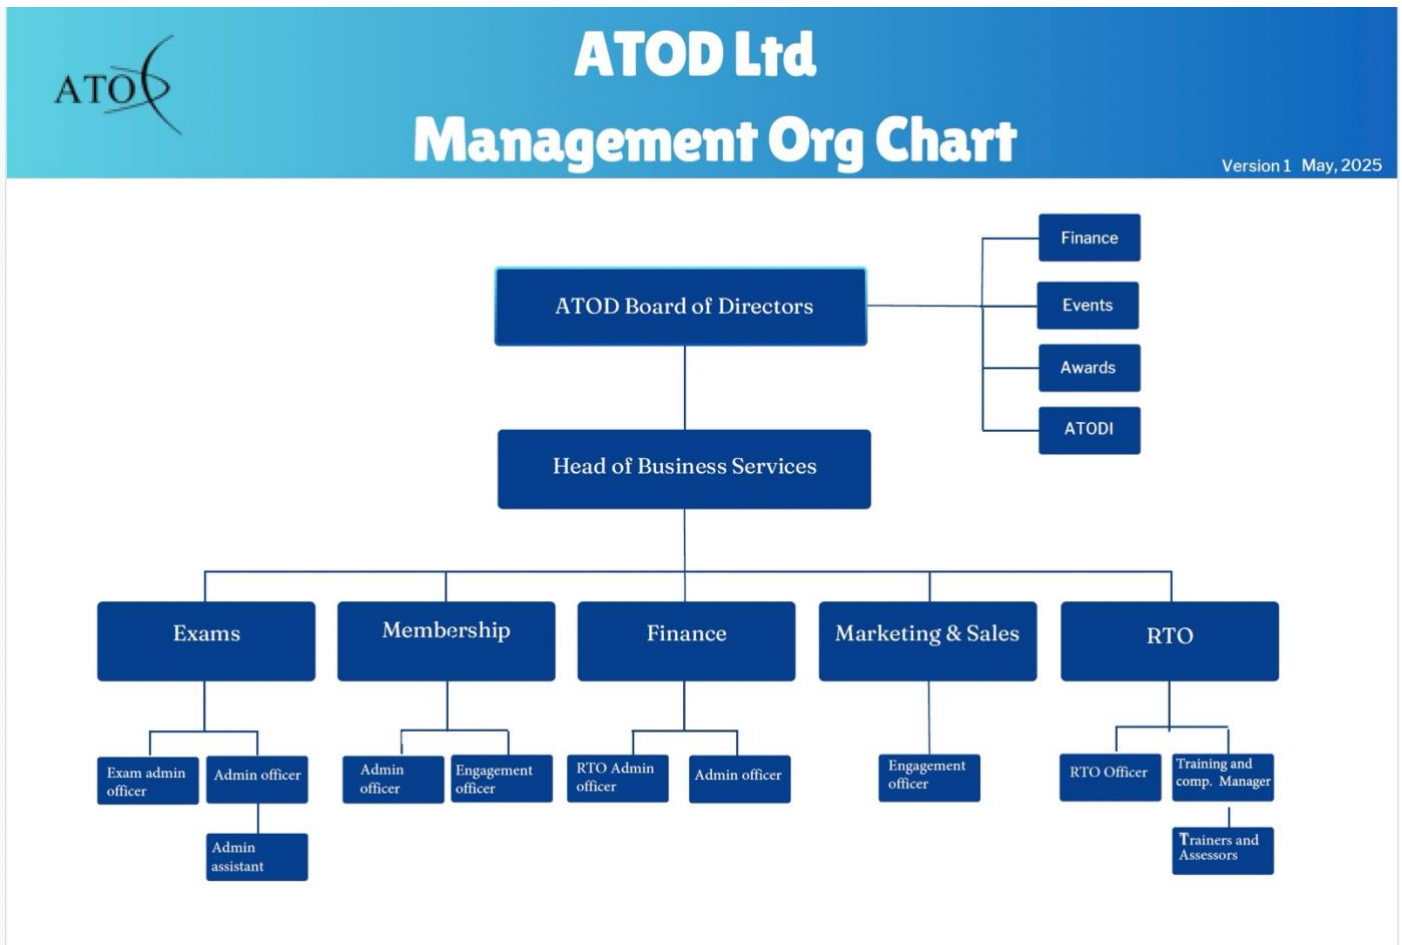 ATOD
ATOD Ltd
Management Org Chart
Version 1 May, 2025
Finance
ATOD Board of Directors
Events
Awards
ATODI
Head of Business Services
Exams
Membership
Finance
Marketing & Sales
RTO
Exam admin
officer
Admin officer
Admin
officer
Engagement
officer
RTO Admin
officer
Admin officer
Engagement
officer
RTO Officer
Training and
comp. Manager
Admin
assistant
Trainers and
Assessors